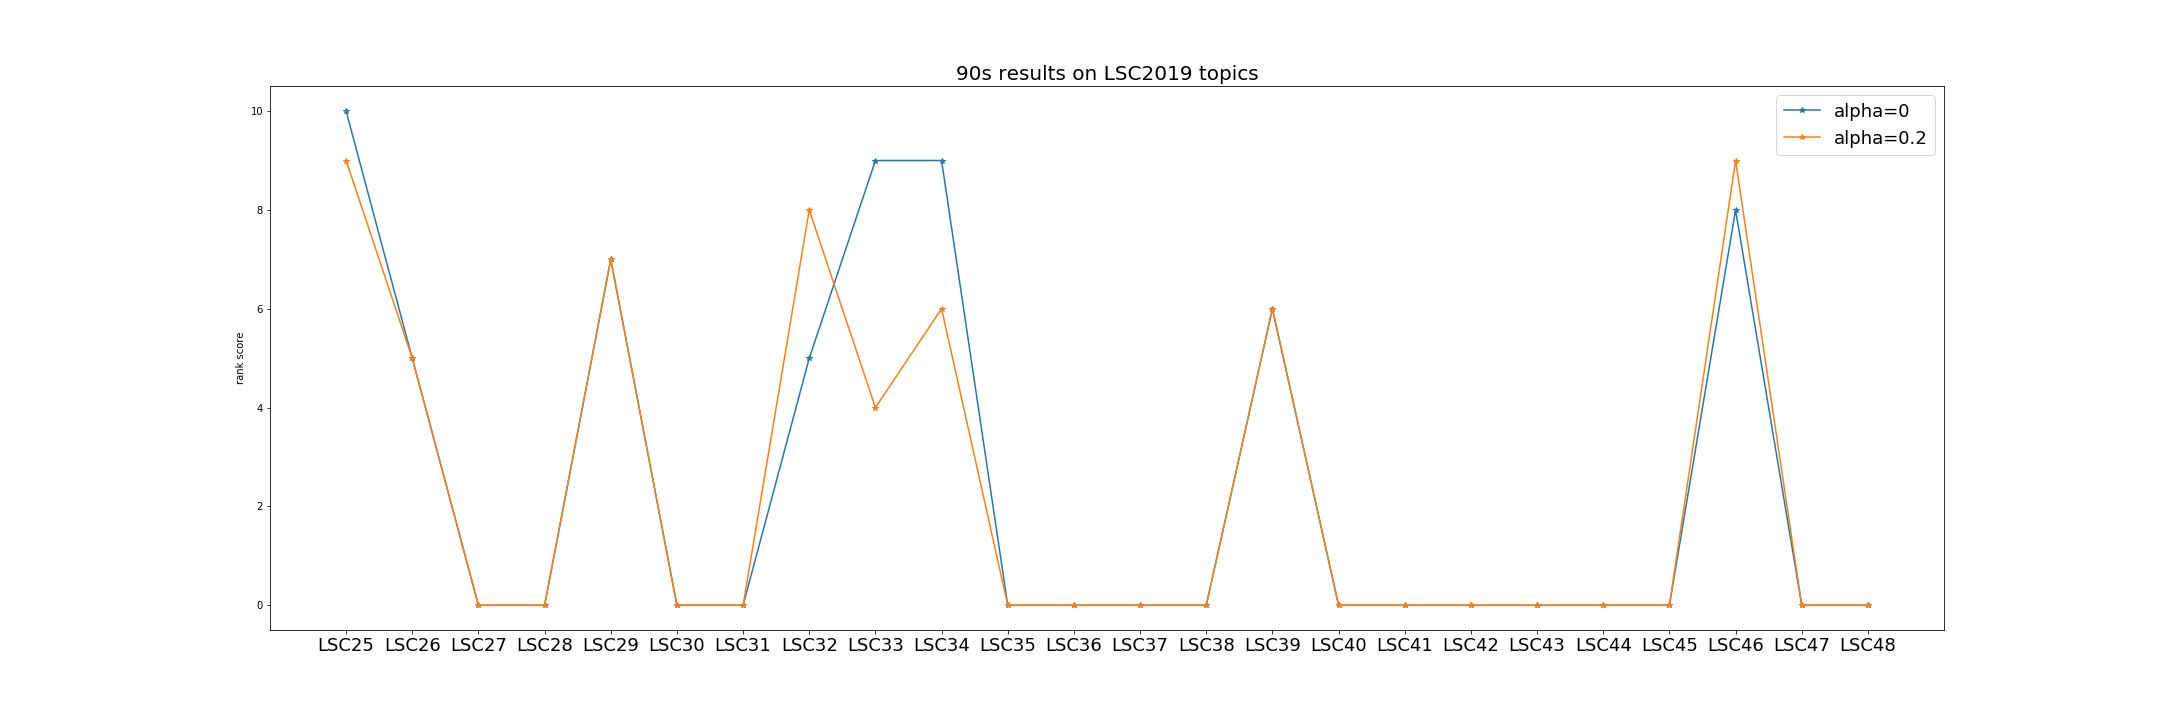 90s results on LSC2019 topics
alpha=0
alpha=0.2
rank score
10
8
6
4
2
0
LSC25 LSC26 LSC27 LSC28 LSC29 LSC30 LSC31 LSC32 LSC33 LSC34 LSC35 LSC36 LSC37 LSC38 LSC39 LSC40 LSC41 LSC42 LSC43 LSC44 LSC45 LSC46 LSC47 LSC48